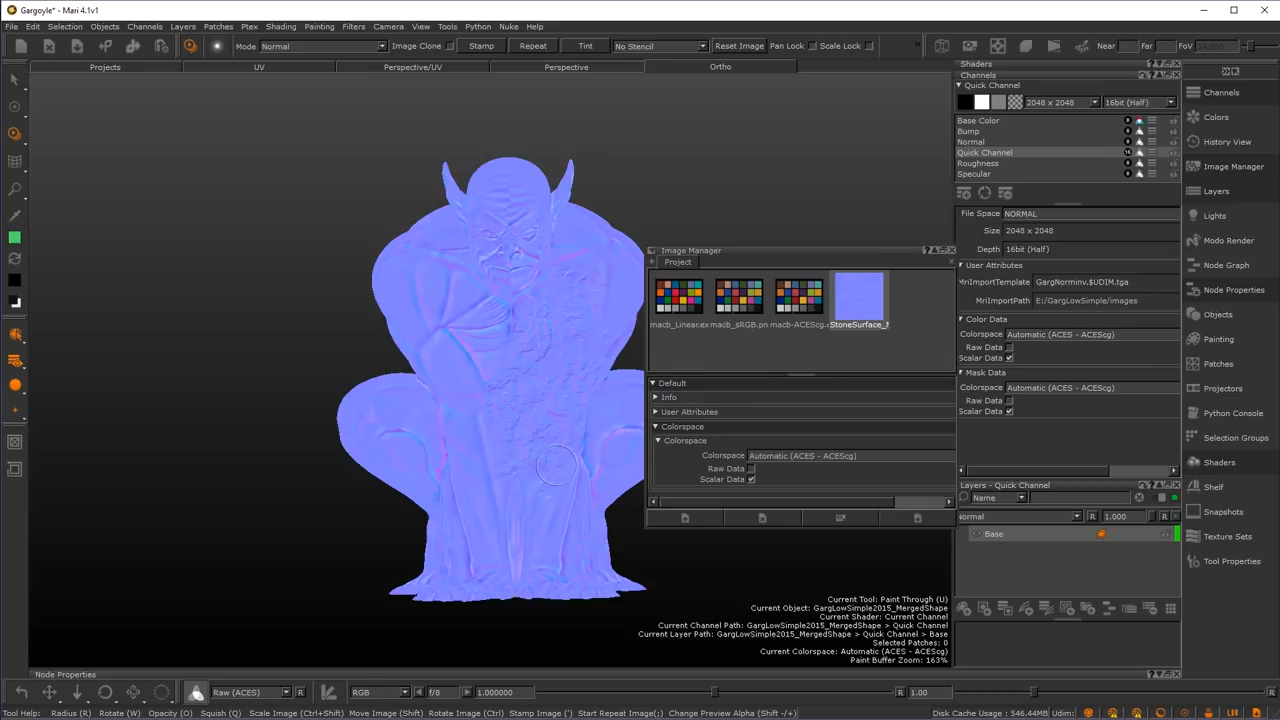 Gargoyle* - Mari 4.1v1
File Edit Selection Objects Channels Layers Patches Ptex Shading Painting Filters Camera View Tools Python Nuke Help
Mode Normal Image Clone Stamp Repeat Tint No Stencil Reset Image Pan Lock Scale Lock Near Far FoV
Projects UV Perspective/UV Perspective Ortho
Shaders
Channels
Quick Channel
2048 x 2048 16bit (Half)
Base Color
Bump
Normal
Quick Channel
Roughness
Specular
File Space NORMAL
Size 2048 x 2048
Depth 16bit (Half)
User Attributes
MriImportTemplate GargNorminv.$UDIM.tga
MriImportPath E:/GargLowSimple/images
Color Data
Colorspace Automatic (ACES - ACEScg)
Raw Data
Scalar Data
Mask Data
Colorspace Automatic (ACES - ACEScg)
Raw Data
Scalar Data
Layers - Quick Channel
Name
Normal R 1.000 R
Base
Image Manager
Project
macb_Linear.ex macb_sRGB.pn macb-ACEScg. StoneSurface_
Default
Info
User Attributes
Colorspace
Colorspace
Colorspace Automatic (ACES - ACEScg)
Raw Data
Scalar Data
Channels
Colors
History View
Image Manager
Layers
Lights
Modo Render
Node Graph
Node Properties
Objects
Painting
Patches
Projectors
Python Console
Selection Groups
Shaders
Shelf
Snapshots
Texture Sets
Tool Properties
Current Tool: Paint Through (U)
Current Object: GargLowSimple2015_MergedShape
Current Shader: Current Channel
Current Channel Path: GargLowSimple2015_MergedShape > Quick Channel
Current Layer Path: GargLowSimple2015_MergedShape > Quick Channel > Base
Selected Patches: 0
Current Colorspace: Automatic (ACES - ACEScg)
Paint Buffer Zoom: 163%
Node Properties
Raw (ACES) R RGB f/8 1.000000 R 1.00 R
Tool Help: Radius (R) Rotate (W) Opacity (O) Squish (Q) Scale Image (Ctrl+Shift) Move Image (Shift) Rotate Image (Ctrl) Stamp Image (') Start Repeat Image(;) Change Preview Alpha (Shift -/+) Disk Cache Usage : 546.44MB Udim: